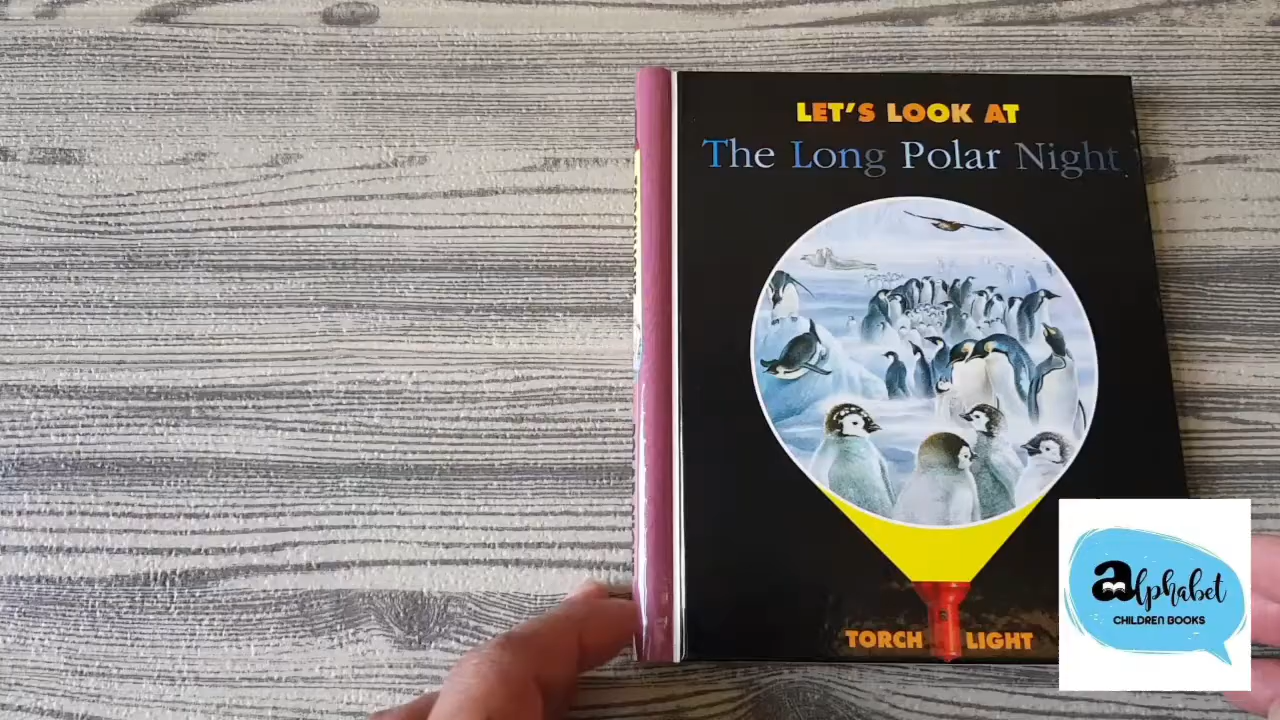 LET'S LOOK AT
The Long Polar Night
TORCH LIGHT
alphabet
CHILDREN BOOKS